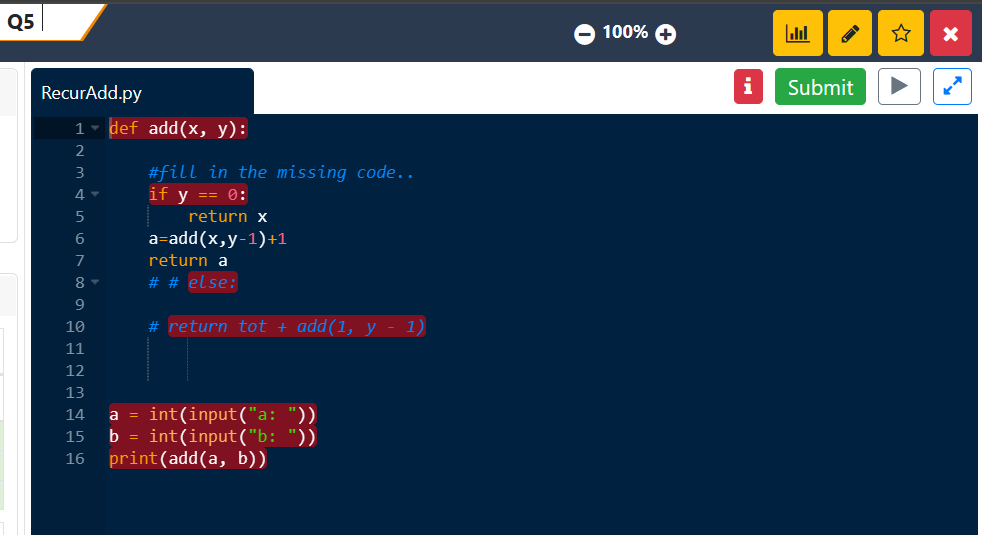 Q5
100%
RecurAdd.py
Submit
1 def add(x, y):
2
3 #fill in the missing code..
4 if y == 0:
5 return x
6 a=add(x,y-1)+1
7 return a
8 # # else:
9
10 # return tot + add(1, y - 1)
11
12
13
14 a = int(input("a: "))
15 b = int(input("b: "))
16 print(add(a, b))